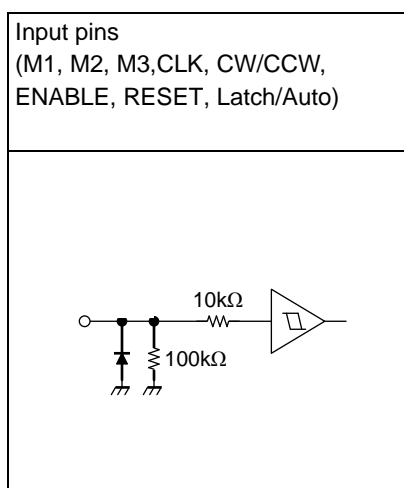 Input pins
(M1, M2, M3,CLK, CW/CCW,
ENABLE, RESET, Latch/Auto)
10kΩ
100kΩ